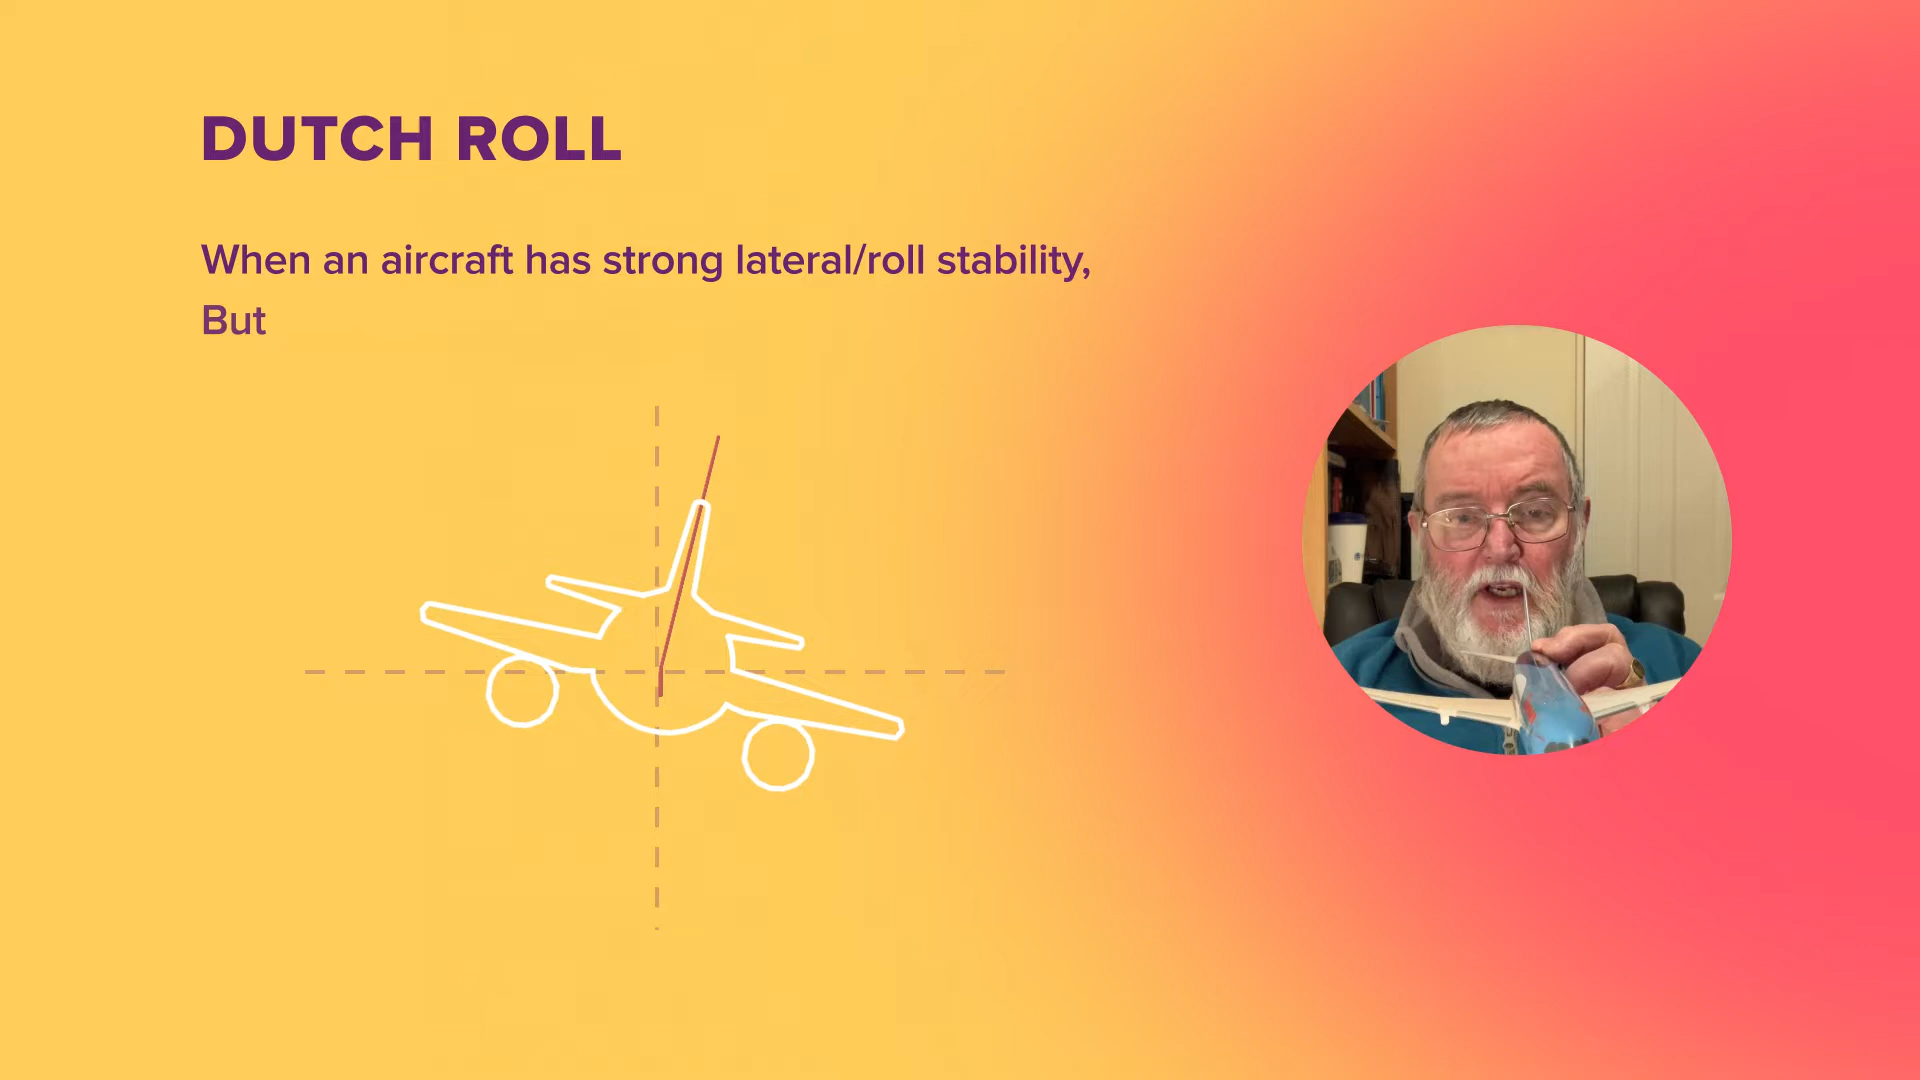 DUTCH ROLL
When an aircraft has strong lateral/roll stability,
But